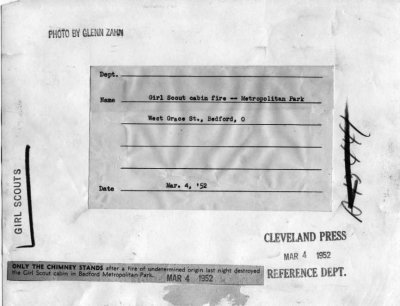 PHOTO BY GLENN ZAHN
Dept.
Name Girl Scout cabin fire -- Metropolitan Park
West Grace St., Bedford, O
Date Mar. 4, '52
GIRL SCOUTS
CLEVELAND PRESS
MAR 4 1952
REFERENCE DEPT.
ONLY THE CHIMNEY STANDS after a fire of undetermined origin last night destroyed
the Girl Scout cabin in Bedford Metropolitan Park.
MAR 4 1952